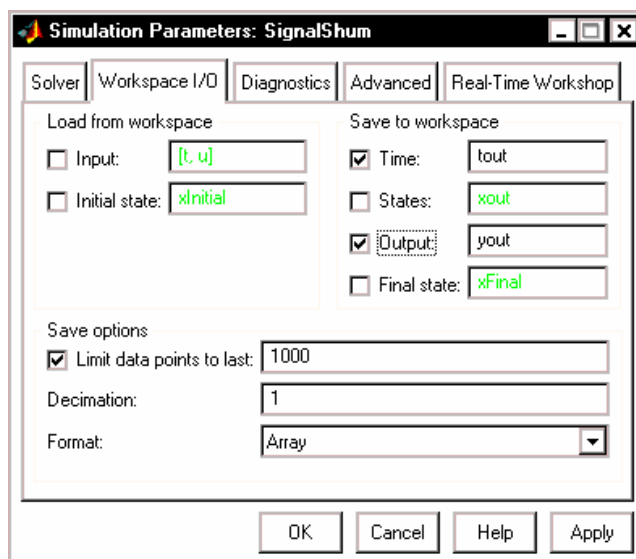 Simulation Parameters: SignalShum
Solver Workspace I/O Diagnostics Advanced Real-Time Workshop
Load from workspace
Input: [t, u]
Initial state: xInitial
Save to workspace
Time: tout
States: xout
Output: yout
Final state: xFinal
Save options
Limit data points to last: 1000
Decimation: 1
Format: Array
OK Cancel Help Apply